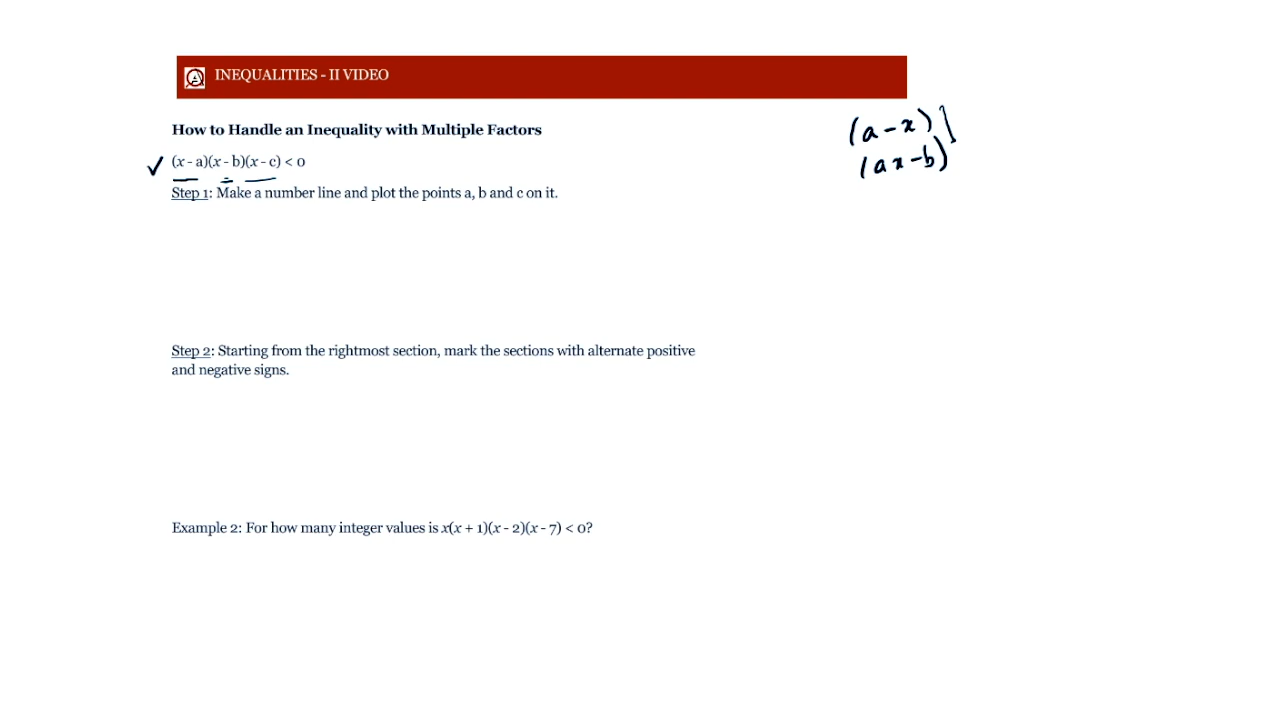 INEQUALITIES - II VIDEO
How to Handle an Inequality with Multiple Factors
(a-x)]
✓ (x - a)(x - b)(x - c) < 0
(ax-b)
Step 1: Make a number line and plot the points a, b and c on it.
Step 2: Starting from the rightmost section, mark the sections with alternate positive
and negative signs.
Example 2: For how many integer values is x(x + 1)(x - 2)(x - 7) < 0?